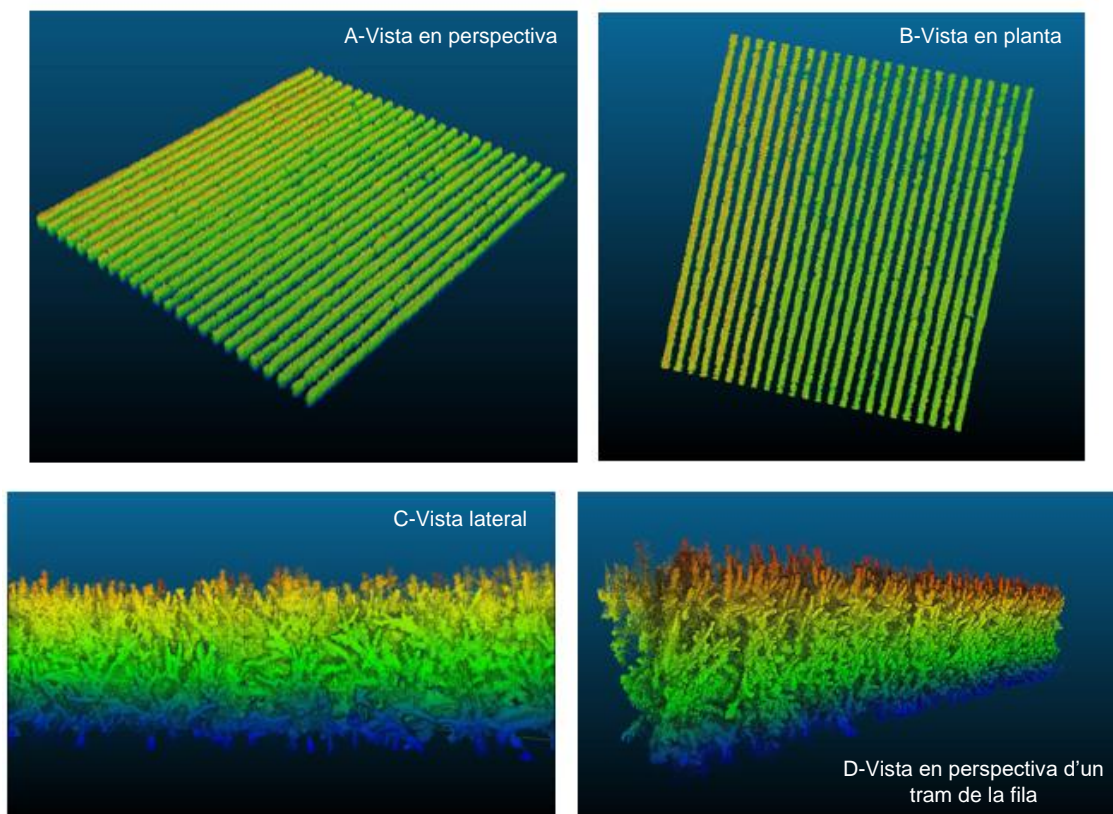 A-Vista en perspectiva
B-Vista en planta
C-Vista lateral
D-Vista en perspectiva d'un
tram de la fila